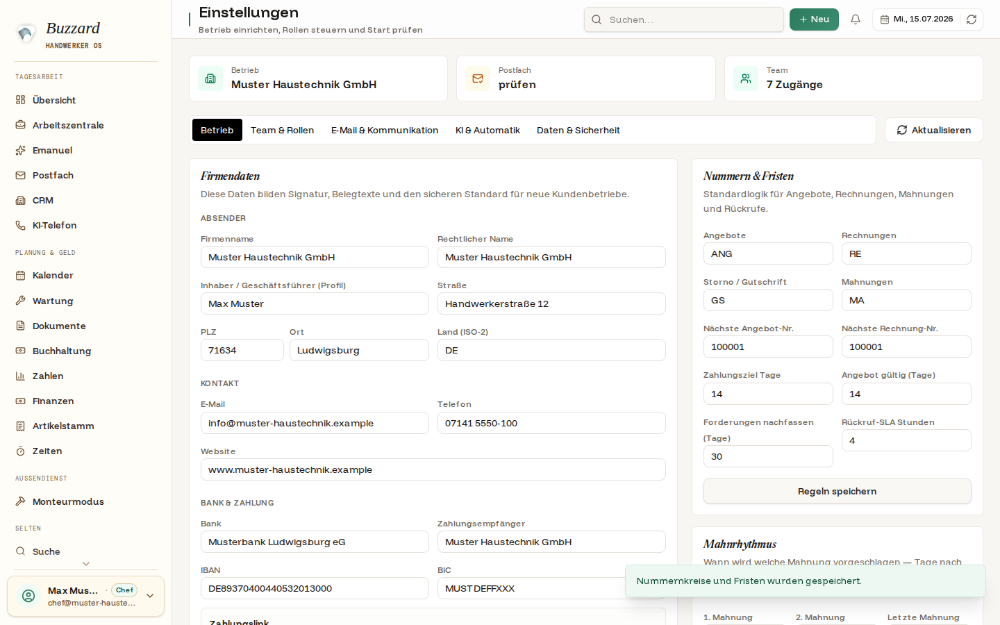 Buzzard
HANDWERKER OS
TAGESARBEIT
Übersicht
Arbeitszentrale
Emanuel
Postfach
CRM
KI-Telefon
PLANUNG & GELD
Kalender
Wartung
Dokumente
Buchhaltung
Zahlen
Finanzen
Artikelstamm
Zeiten
AUSSENDIENST
Monteurmodus
SELTEN
Suche
Max Mus… · Chef
chef@muster-hauste…
Einstellungen
Betrieb einrichten, Rollen steuern und Start prüfen
Suchen…
Neu
Mi., 15.07.2026
Betrieb
Muster Haustechnik GmbH
Postfach
prüfen
Team
7 Zugänge
Betrieb
Team & Rollen
E-Mail & Kommunikation
KI & Automatik
Daten & Sicherheit
Aktualisieren
Firmendaten
Diese Daten bilden Signatur, Belegtexte und den sicheren Standard für neue Kundenbetriebe.
ABSENDER
Firmenname
Muster Haustechnik GmbH
Rechtlicher Name
Muster Haustechnik GmbH
Inhaber / Geschäftsführer (Profil)
Max Muster
Straße
Handwerkerstraße 12
PLZ
71634
Ort
Ludwigsburg
Land (ISO-2)
DE
KONTAKT
E-Mail
info@muster-haustechnik.example
Telefon
07141 5550-100
Website
www.muster-haustechnik.example
BANK & ZAHLUNG
Bank
Musterbank Ludwigsburg eG
Zahlungsempfänger
Muster Haustechnik GmbH
IBAN
DE89370400440532013000
BIC
MUSTDEFFXXX
Zahlungslink
Nummern & Fristen
Standardlogik für Angebote, Rechnungen, Mahnungen
und Rückrufe.
Angebote
ANG
Rechnungen
RE
Storno / Gutschrift
GS
Mahnungen
MA
Nächste Angebot-Nr.
100001
Nächste Rechnung-Nr.
100001
Zahlungsziel Tage
14
Angebot gültig (Tage)
14
Forderungen nachfassen
(Tage)
30
Rückruf-SLA Stunden
4
Regeln speichern
Mahnrhythmus
Wann wird welche Mahnung vorgeschlagen — Tage nach
Nummernkreise und Fristen wurden gespeichert.
1. Mahnung
2. Mahnung
Letzte Mahnung